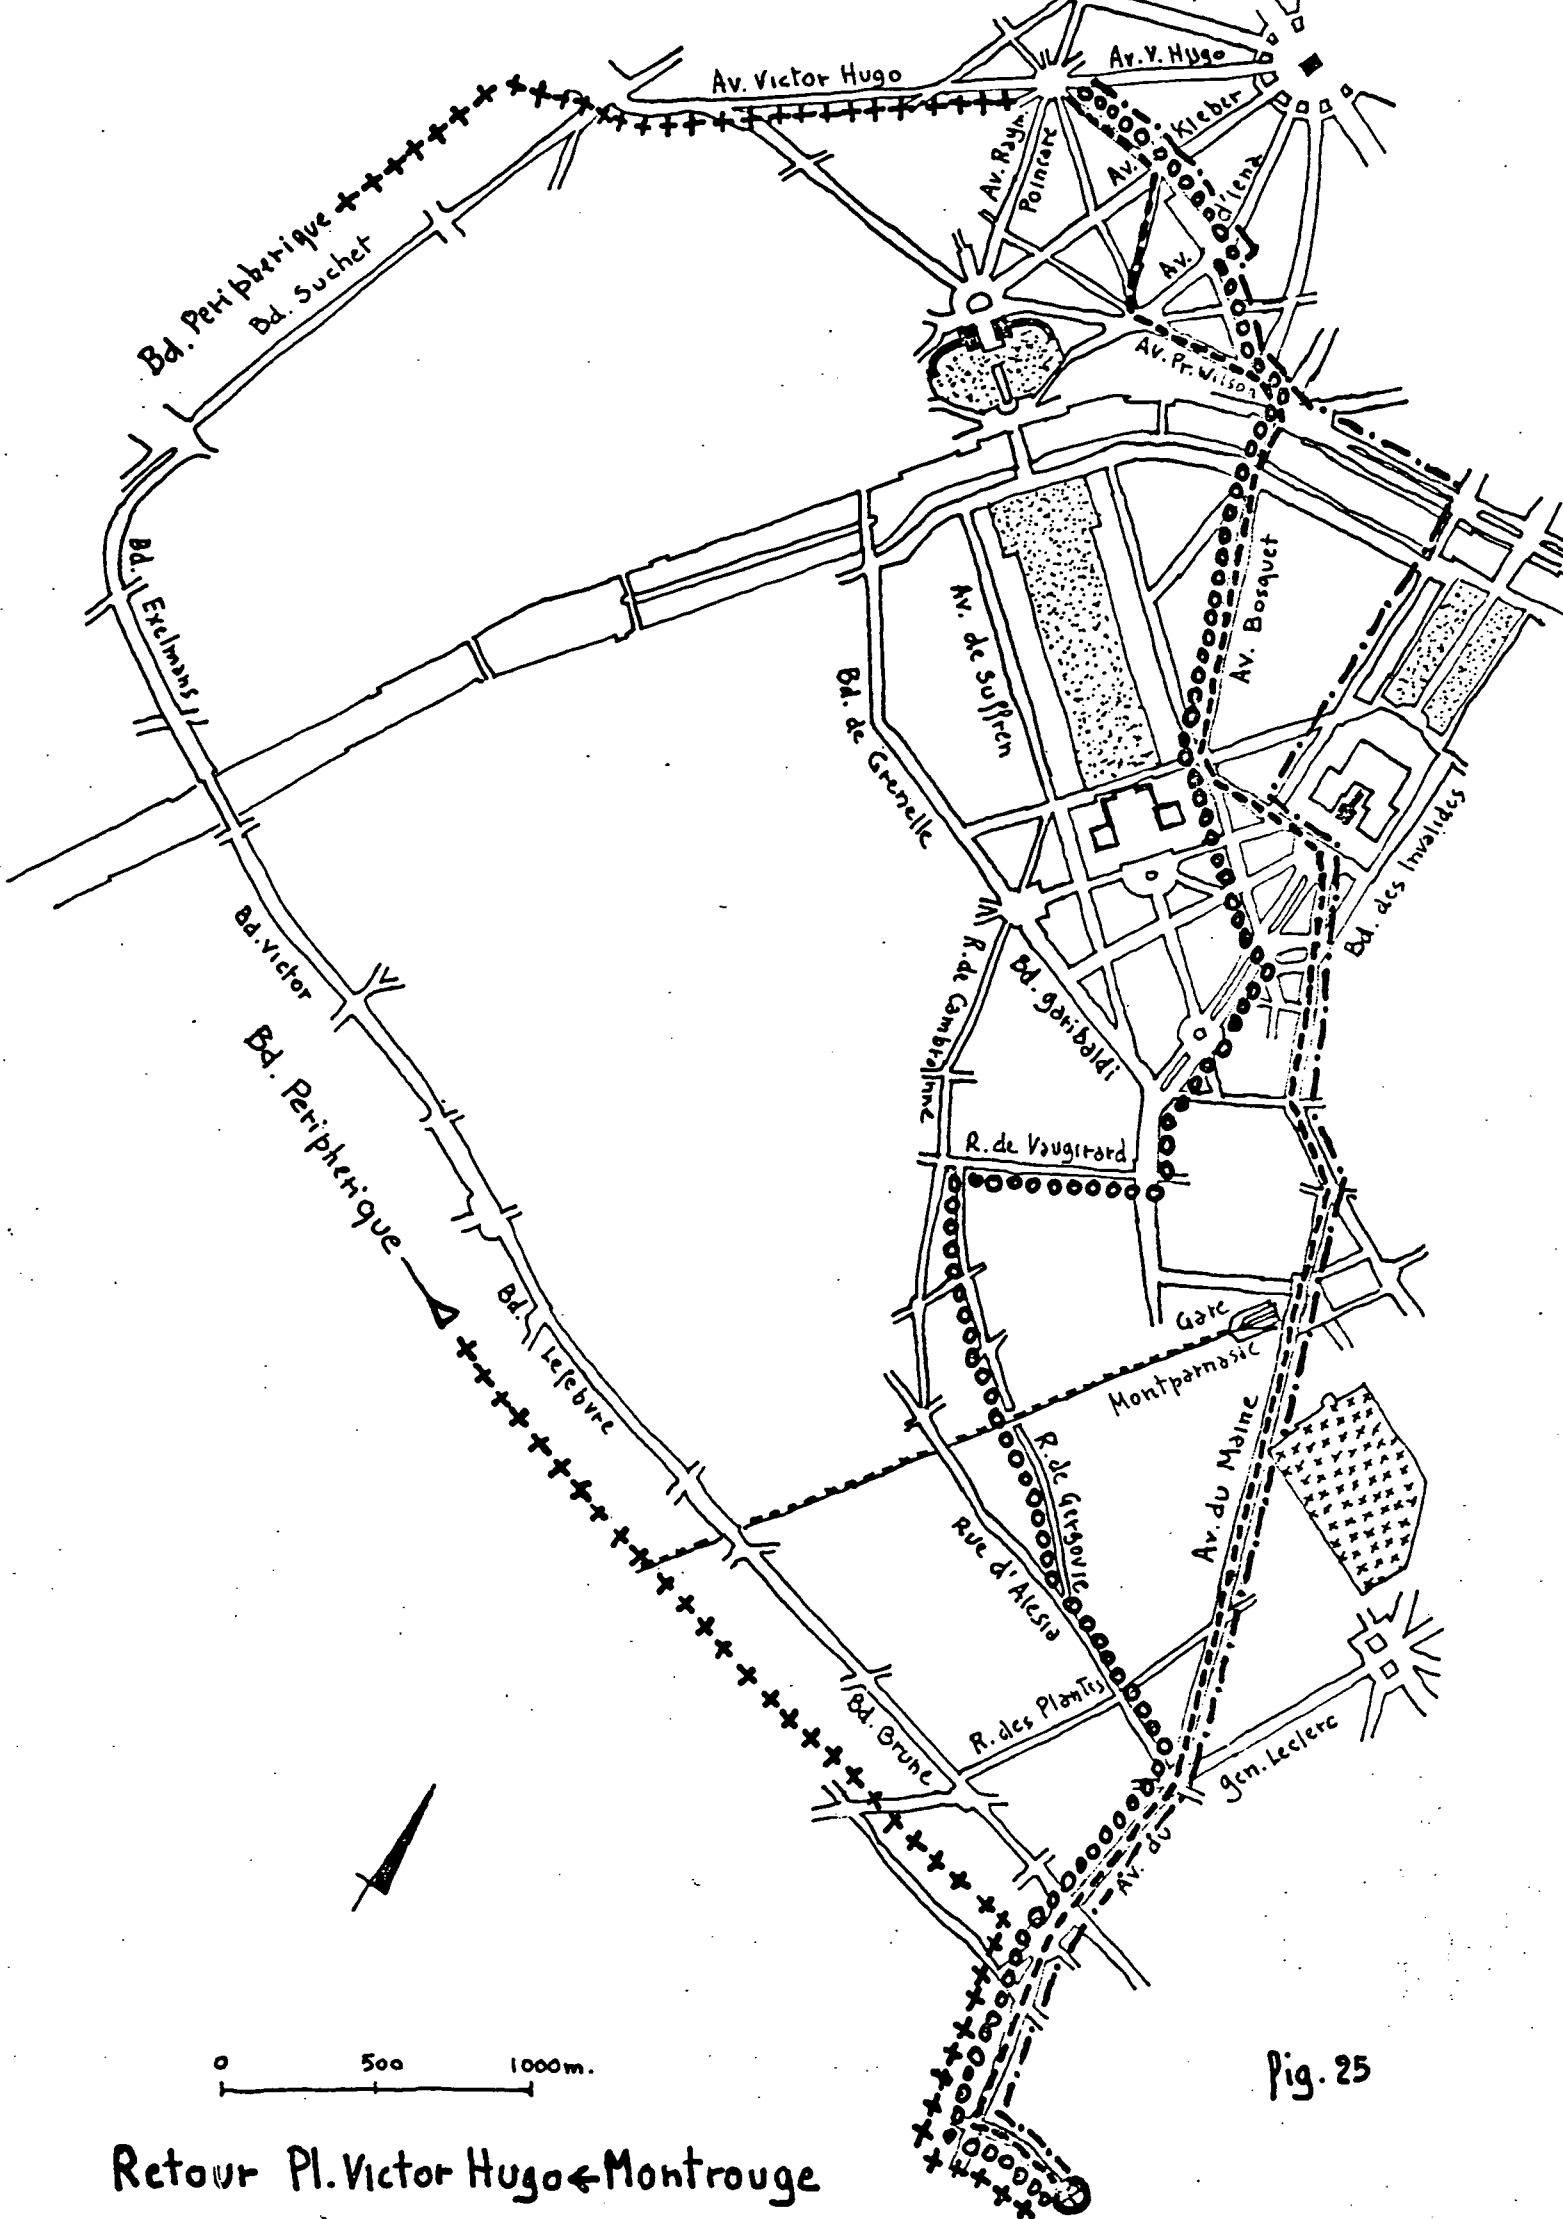 Av. Victor Hugo
Av. V. Hugo
Av. Kleber
Av. Raym.
Poincare
Av. d'Iena
Bd. Peripherique
Bd. Suchet
Av. Pr. Wilson
Bd. Exelmans
Av. Bosquet
Av. de Suffren
Bd. de Grenelle
Bd. des Invalides
Bd. Victor
R. de Cambronne
Bd. Garibaldi
Bd. Peripherique
R. de Vaugirard
Gare
Montparnasse
Bd. Lefebvre
Av. du Maine
R. de Gergovie
Rue d'Alesia
R. des Plantes
Bd. Brune
Av. du
gen. Leclerc
0 500 1000m.
Fig. 25
Retour Pl. Victor Hugo←Montrouge